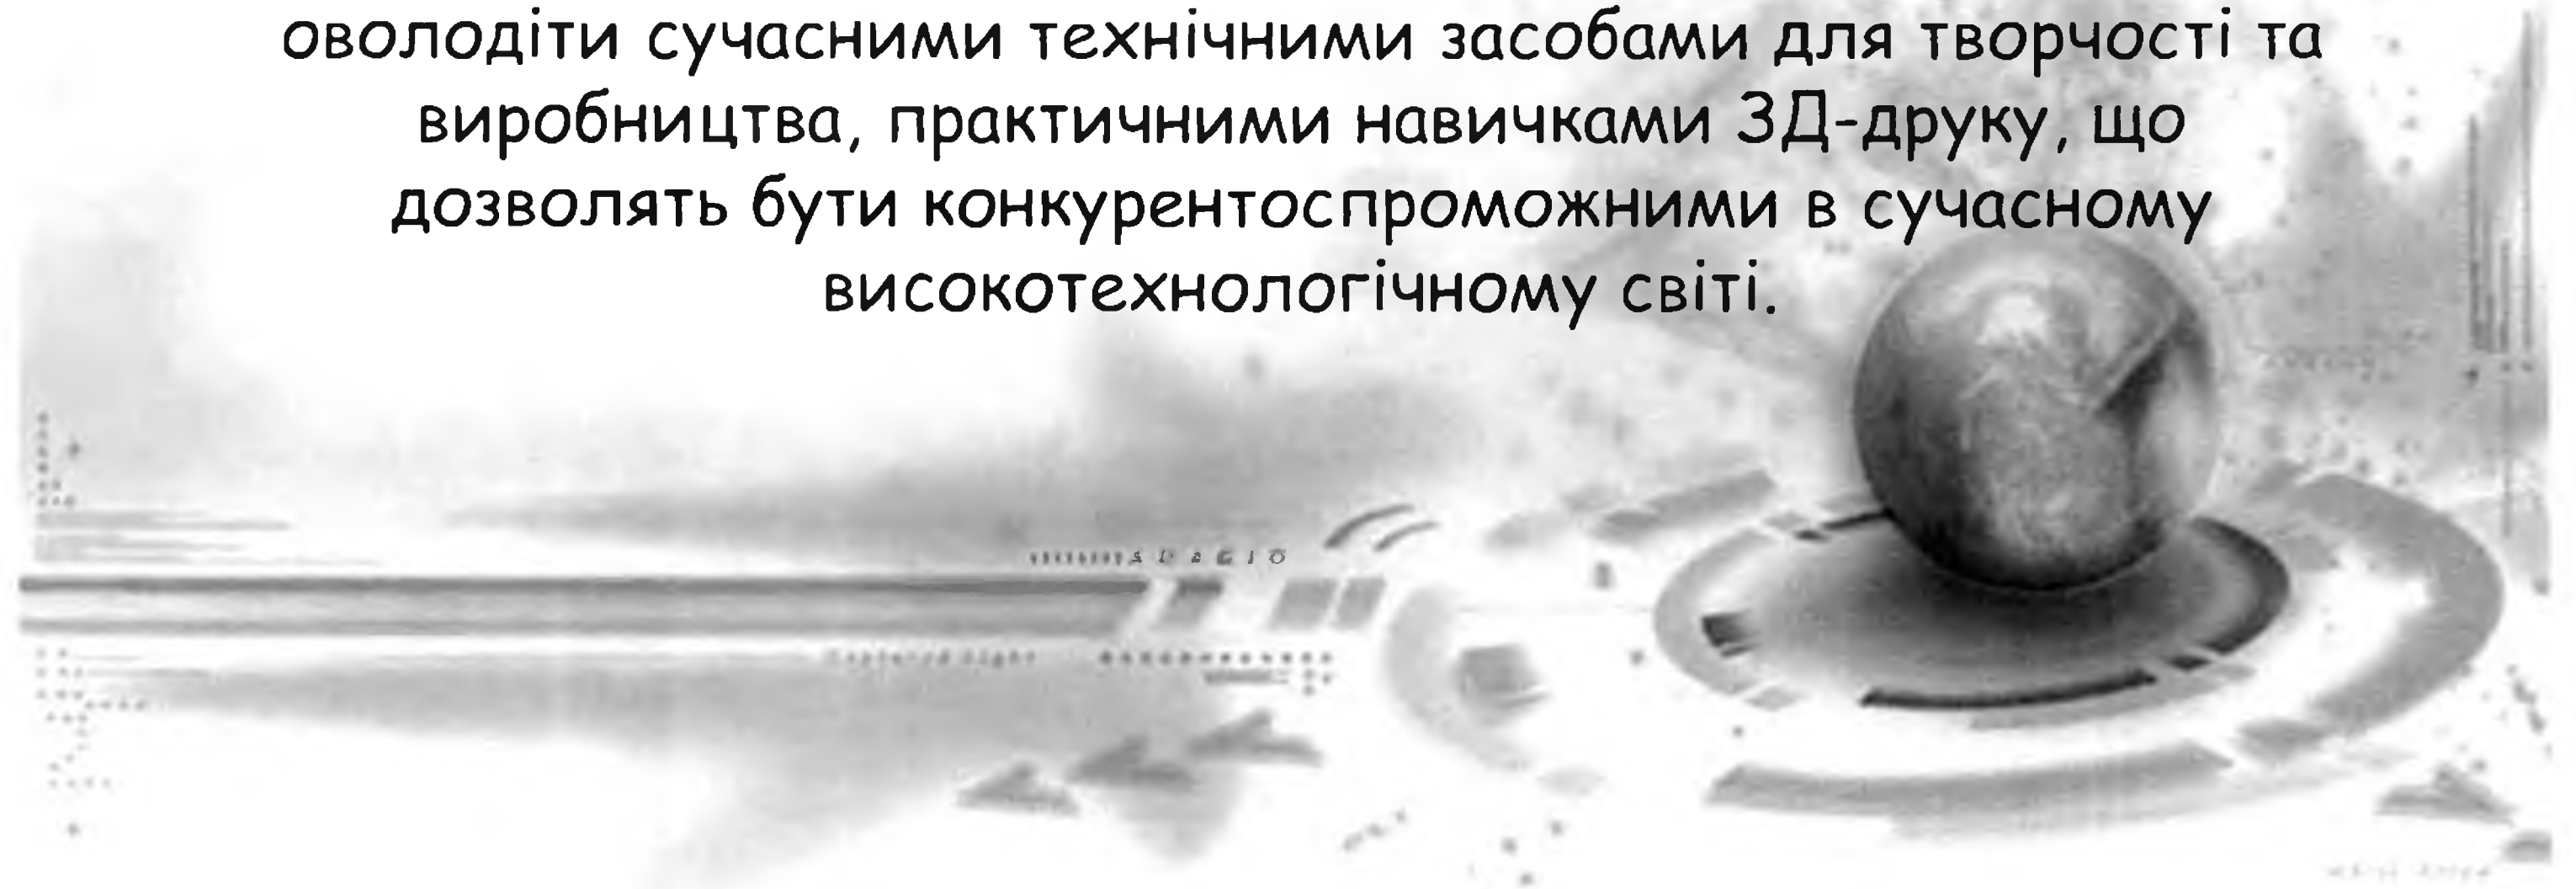 оволодіти сучасними технічними засобами для творчості та
виробництва, практичними навичками 3Д-друку, що
дозволять бути конкурентоспроможними в сучасному
високотехнологічному світі.